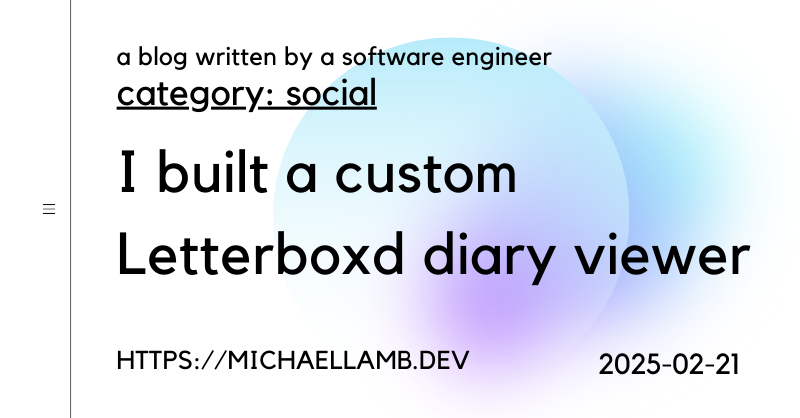 a blog written by a software engineer
category: social
I built a custom
Letterboxd diary viewer
HTTPS://MICHAELLAMB.DEV
2025-02-21